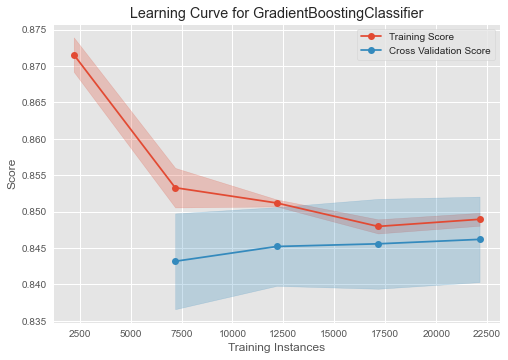 Learning Curve for GradientBoostingClassifier
Training Score
Cross Validation Score
Score
0.875
0.870
0.865
0.860
0.855
0.850
0.845
0.840
0.835
2500 5000 7500 10000 12500 15000 17500 20000 22500
Training Instances